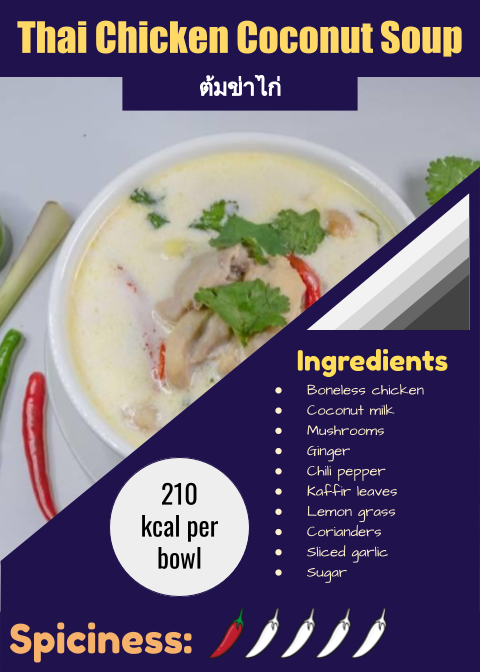 Thai Chicken Coconut Soup
ต้มข่าไก่
Ingredients
Boneless chicken
Coconut milk
Mushrooms
Ginger
Chili pepper
Kaffir leaves
Lemon grass
Corianders
Sliced garlic
Sugar
210
kcal per
bowl
Spiciness: